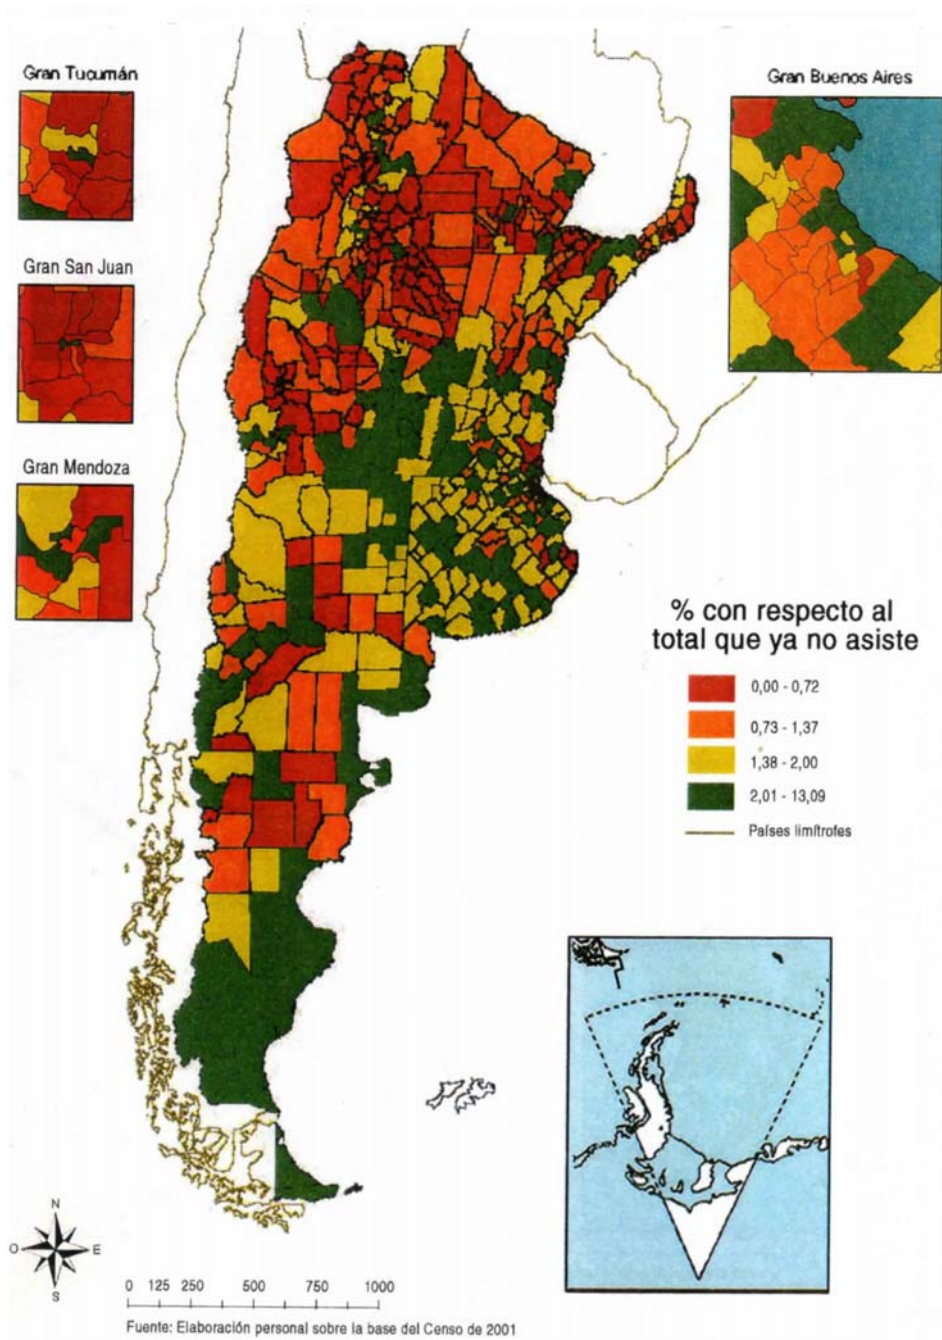 Gran Tucumán
Gran Buenos Aires
Gran San Juan
Gran Mendoza
% con respecto al
total que ya no asiste
0,00 - 0,72
0,73 - 1,37
1,38 - 2,00
2,01 - 13,09
Países limítrofes
N
O
E
S
0 125 250 500 750 1000
Fuente: Elaboración personal sobre la base del Censo de 2001